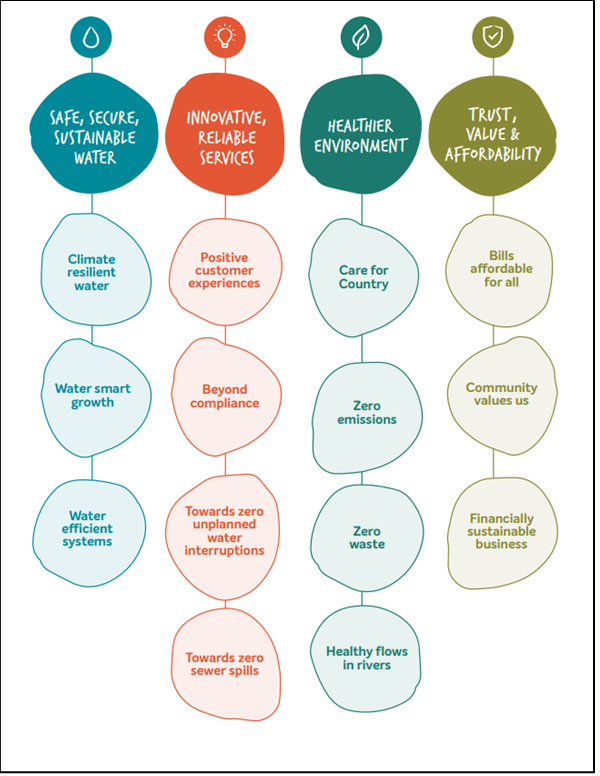 SAFE, SECURE,
SUSTAINABLE
WATER
Climate
resilient
water
Water smart
growth
Water
efficient
systems
INNOVATIVE,
RELIABLE
SERVICES
Positive
customer
experiences
Beyond
compliance
Towards zero
unplanned
water
interruptions
Towards zero
sewer spills
HEALTHIER
ENVIRONMENT
Care for
Country
Zero
emissions
Zero
waste
Healthy flows
in rivers
TRUST,
VALUE &
AFFORDABILITY
Bills
affordable
for all
Community
values us
Financially
sustainable
business